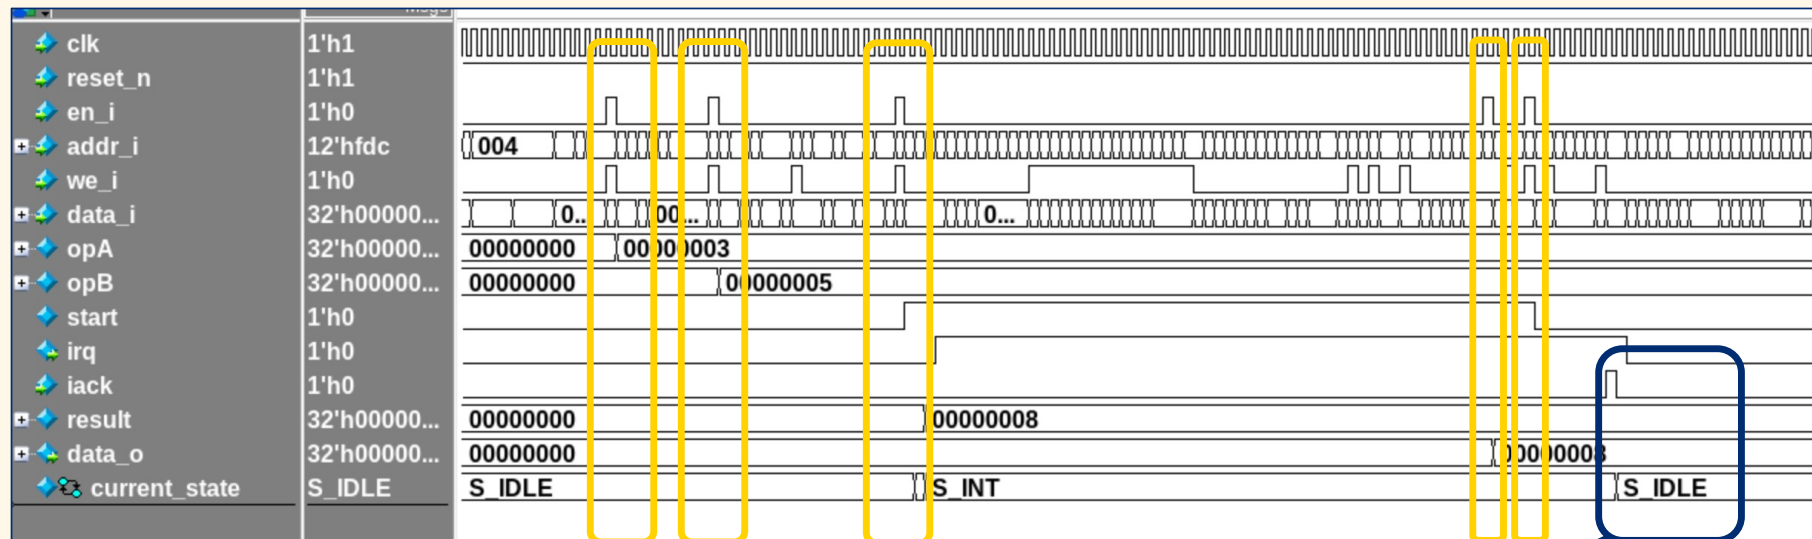 clk 1'h1
reset_n 1'h1
en_i 1'h0
addr_i 12'hfdc 004
we_i 1'h0
data_i 32'h00000... 0... 00... 0...
opA 32'h00000... 00000000 00000003
opB 32'h00000... 00000000 00000005
start 1'h0
irq 1'h0
iack 1'h0
result 32'h00000... 00000000 00000008
data_o 32'h00000... 00000000 00000008
current_state S_IDLE S_IDLE S_INT S_IDLE